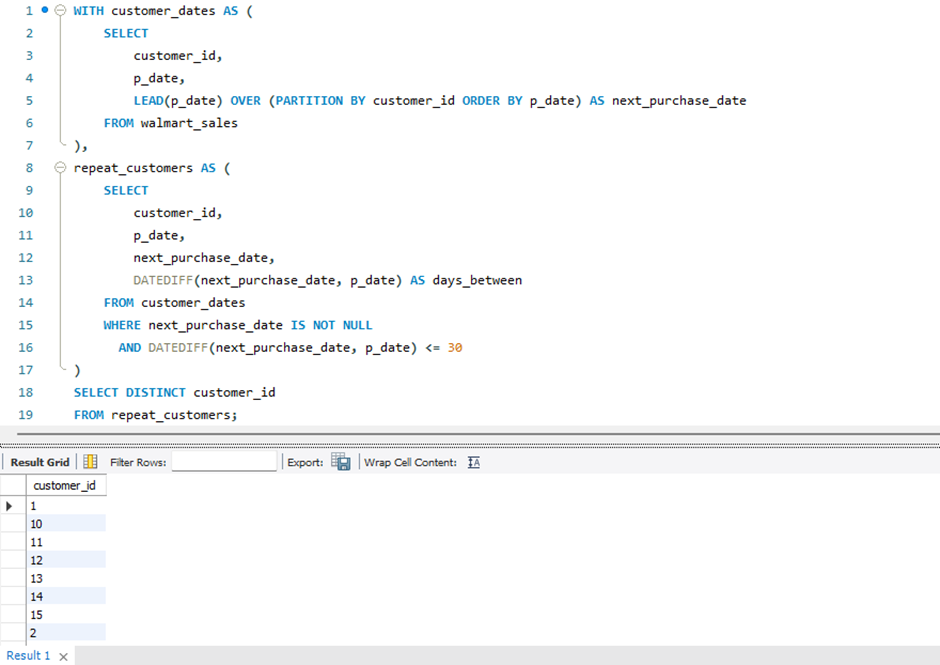 1 WITH customer_dates AS (
2 SELECT
3 customer_id,
4 p_date,
5 LEAD(p_date) OVER (PARTITION BY customer_id ORDER BY p_date) AS next_purchase_date
6 FROM walmart_sales
7 ),
8 repeat_customers AS (
9 SELECT
10 customer_id,
11 p_date,
12 next_purchase_date,
13 DATEDIFF(next_purchase_date, p_date) AS days_between
14 FROM customer_dates
15 WHERE next_purchase_date IS NOT NULL
16 AND DATEDIFF(next_purchase_date, p_date) <= 30
17 )
18 SELECT DISTINCT customer_id
19 FROM repeat_customers;
Result Grid Filter Rows: Export: Wrap Cell Content: IA
customer_id
1
10
11
12
13
14
15
2
Result 1 ×